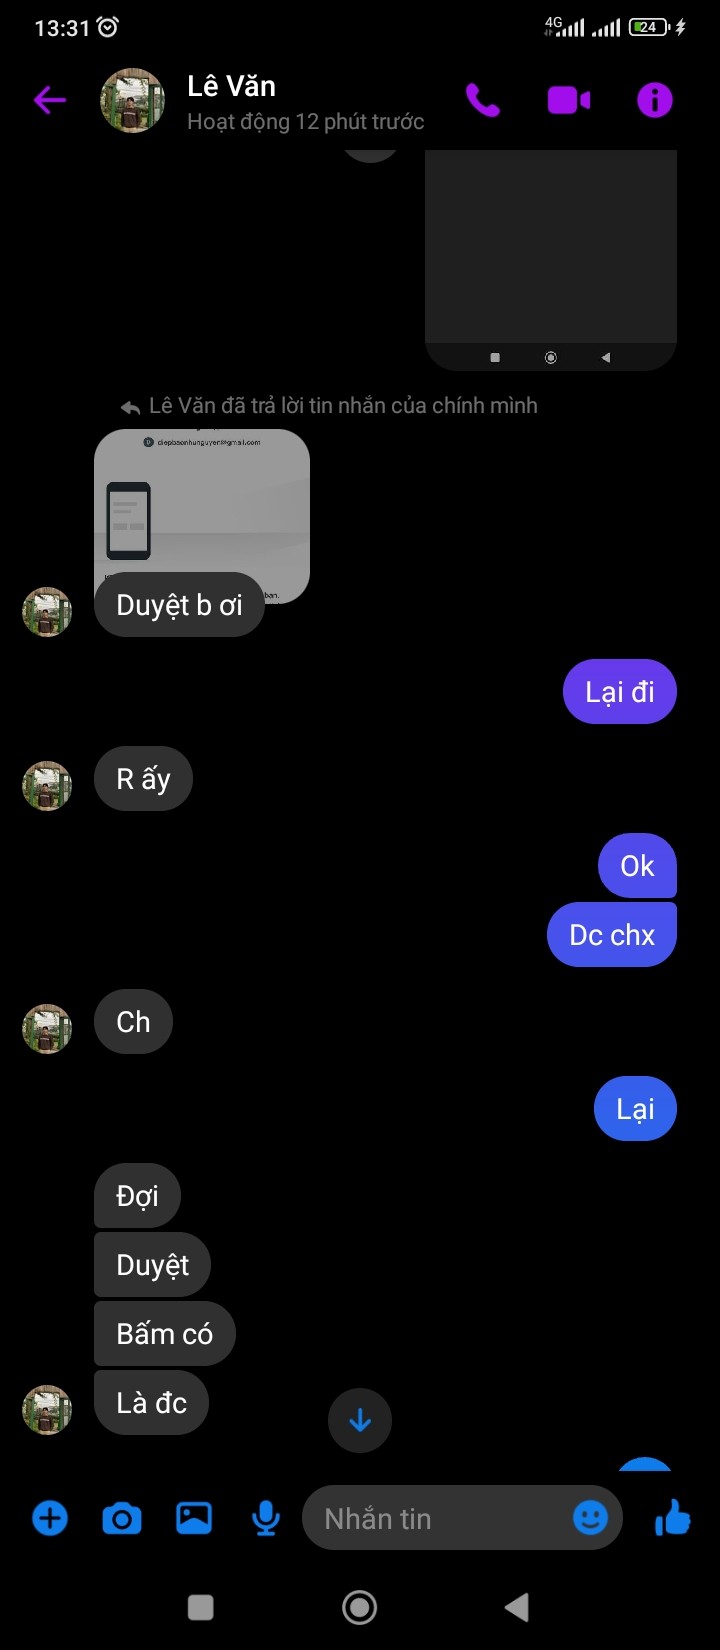 13:31
4G
24
Lê Văn
Hoạt động 12 phút trước
Lê Văn đã trả lời tin nhắn của chính mình
D diepbaonhunguyen@gmail.com
ban.
Duyệt b ơi
Lại đi
R ấy
Ok
Dc chx
Ch
Lại
Đợi
Duyệt
Bấm có
Là đc
Nhắn tin